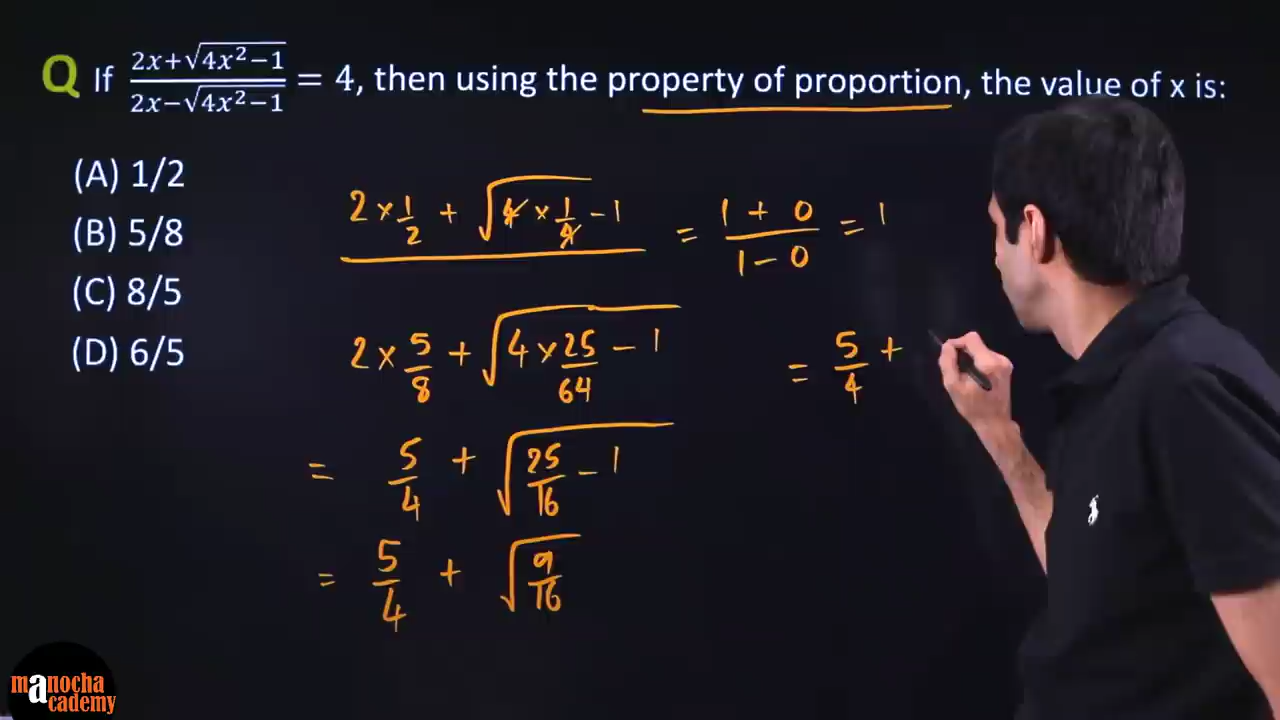 Q If (2x+√(4x²−1))/(2x−√(4x²−1)) = 4, then using the property of proportion, the value of x is:
(A) 1/2
(B) 5/8
(C) 8/5
(D) 6/5
2 × 1/2 + √(4 × 1/4 − 1) = (1 + 0)/(1 − 0) = 1
2 × 5/8 + √(4 × 25/64 − 1)
= 5/4 + √(25/16 − 1)
= 5/4 + √(9/16)
= 5/4 +
manocha
academy